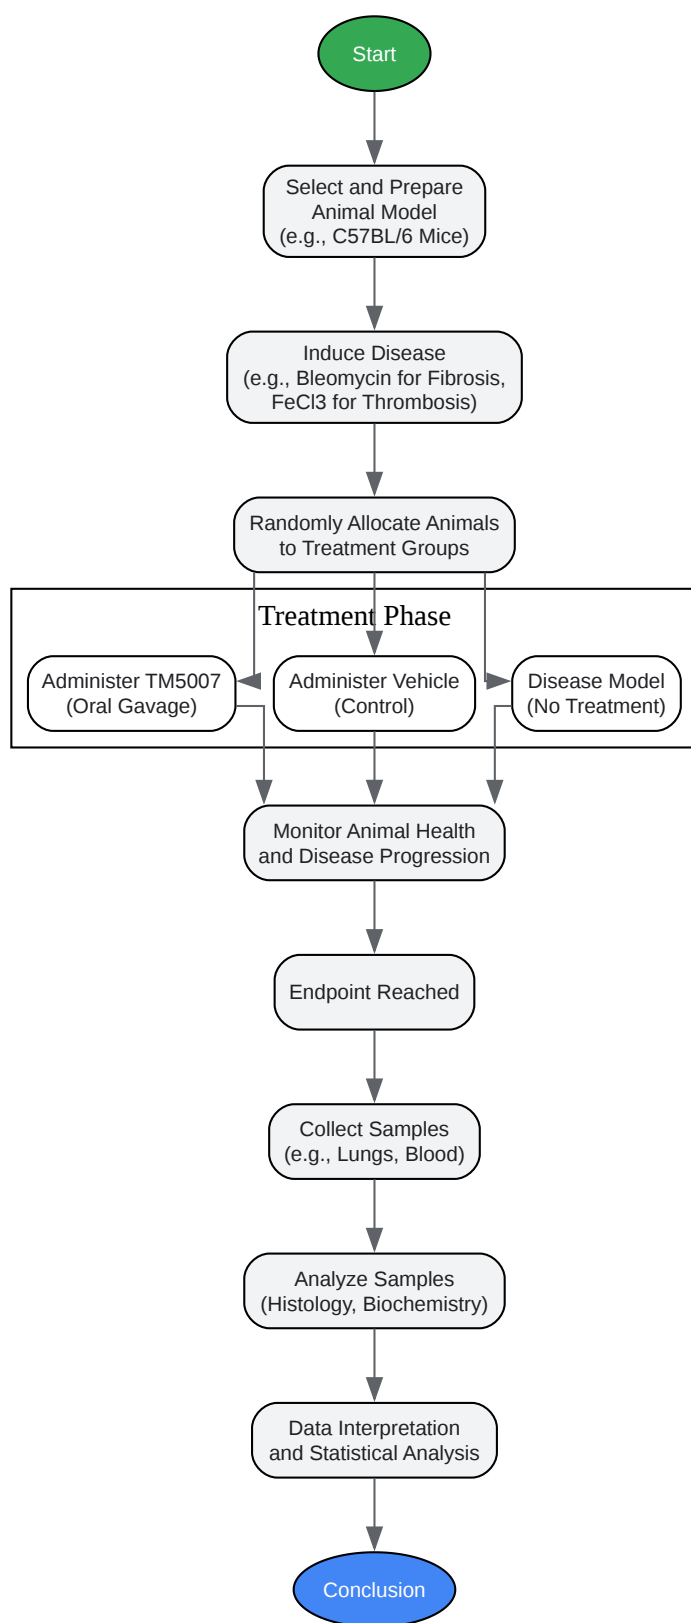 Start
Select and Prepare
Animal Model
(e.g., C57BL/6 Mice)
Induce Disease
(e.g., Bleomycin for Fibrosis,
FeCl3 for Thrombosis)
Randomly Allocate Animals
to Treatment Groups
Treatment Phase
Administer TM5007
(Oral Gavage)
Administer Vehicle
(Control)
Disease Model
(No Treatment)
Monitor Animal Health
and Disease Progression
Endpoint Reached
Collect Samples
(e.g., Lungs, Blood)
Analyze Samples
(Histology, Biochemistry)
Data Interpretation
and Statistical Analysis
Conclusion